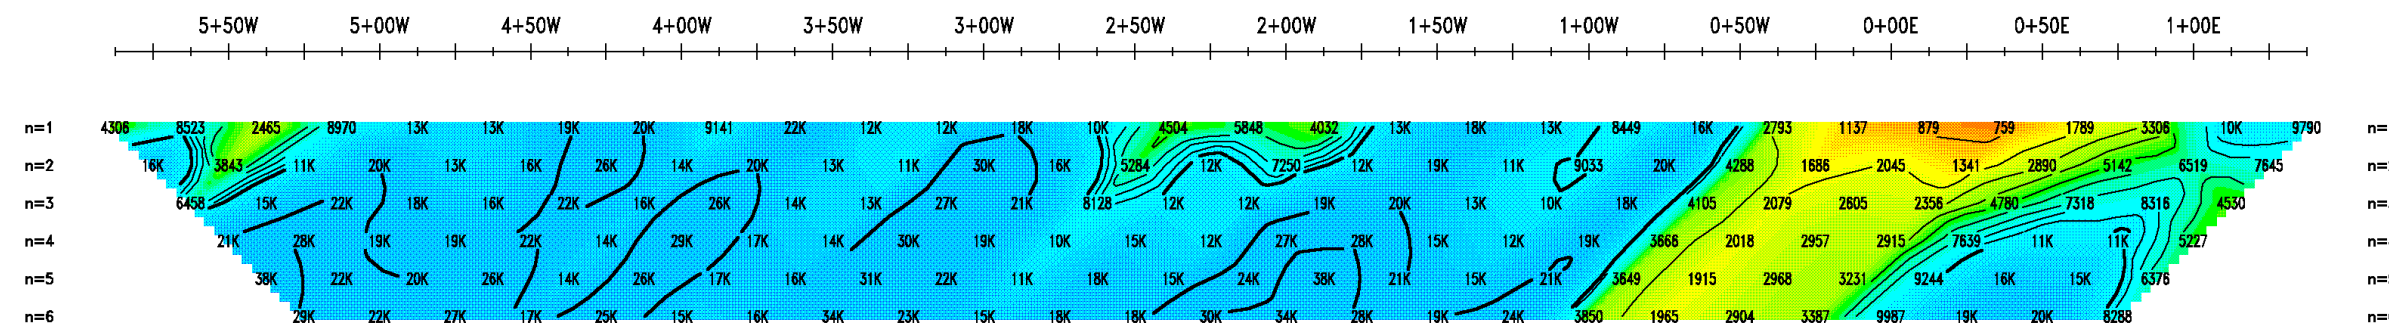 5+50W 5+00W 4+50W 4+00W 3+50W 3+00W 2+50W 2+00W 1+50W 1+00W 0+50W 0+00E 0+50E 1+00E
n=1 4306 8523 2465 8970 13K 13K 19K 20K 9141 22K 12K 12K 18K 10K 4504 5848 4032 13K 18K 13K 8449 16K 2793 1137 879 759 1789 3306 10K 9790 n=
n=2 16K 3843 11K 20K 13K 16K 26K 14K 20K 13K 11K 30K 16K 5284 12K 7250 12K 19K 11K 9033 20K 4288 1686 2045 1341 2890 5142 6519 7645 n=
n=3 6458 15K 22K 18K 16K 22K 16K 26K 14K 13K 27K 21K 8128 12K 12K 19K 20K 13K 10K 18K 4105 2079 2605 2356 4780 7318 8316 4530 n=
n=4 21K 28K 19K 19K 22K 14K 29K 17K 14K 30K 19K 10K 15K 12K 27K 28K 15K 12K 19K 3666 2018 2957 2915 7639 11K 11K 5227 n=
n=5 38K 22K 20K 26K 14K 26K 17K 16K 31K 22K 11K 18K 15K 24K 38K 21K 15K 21K 3649 1915 2968 3231 9244 16K 15K 6376 n=
n=6 29K 22K 27K 17K 25K 15K 16K 34K 23K 15K 18K 18K 30K 34K 28K 19K 24K 3850 1965 2904 3387 9987 19K 20K 8288 n=